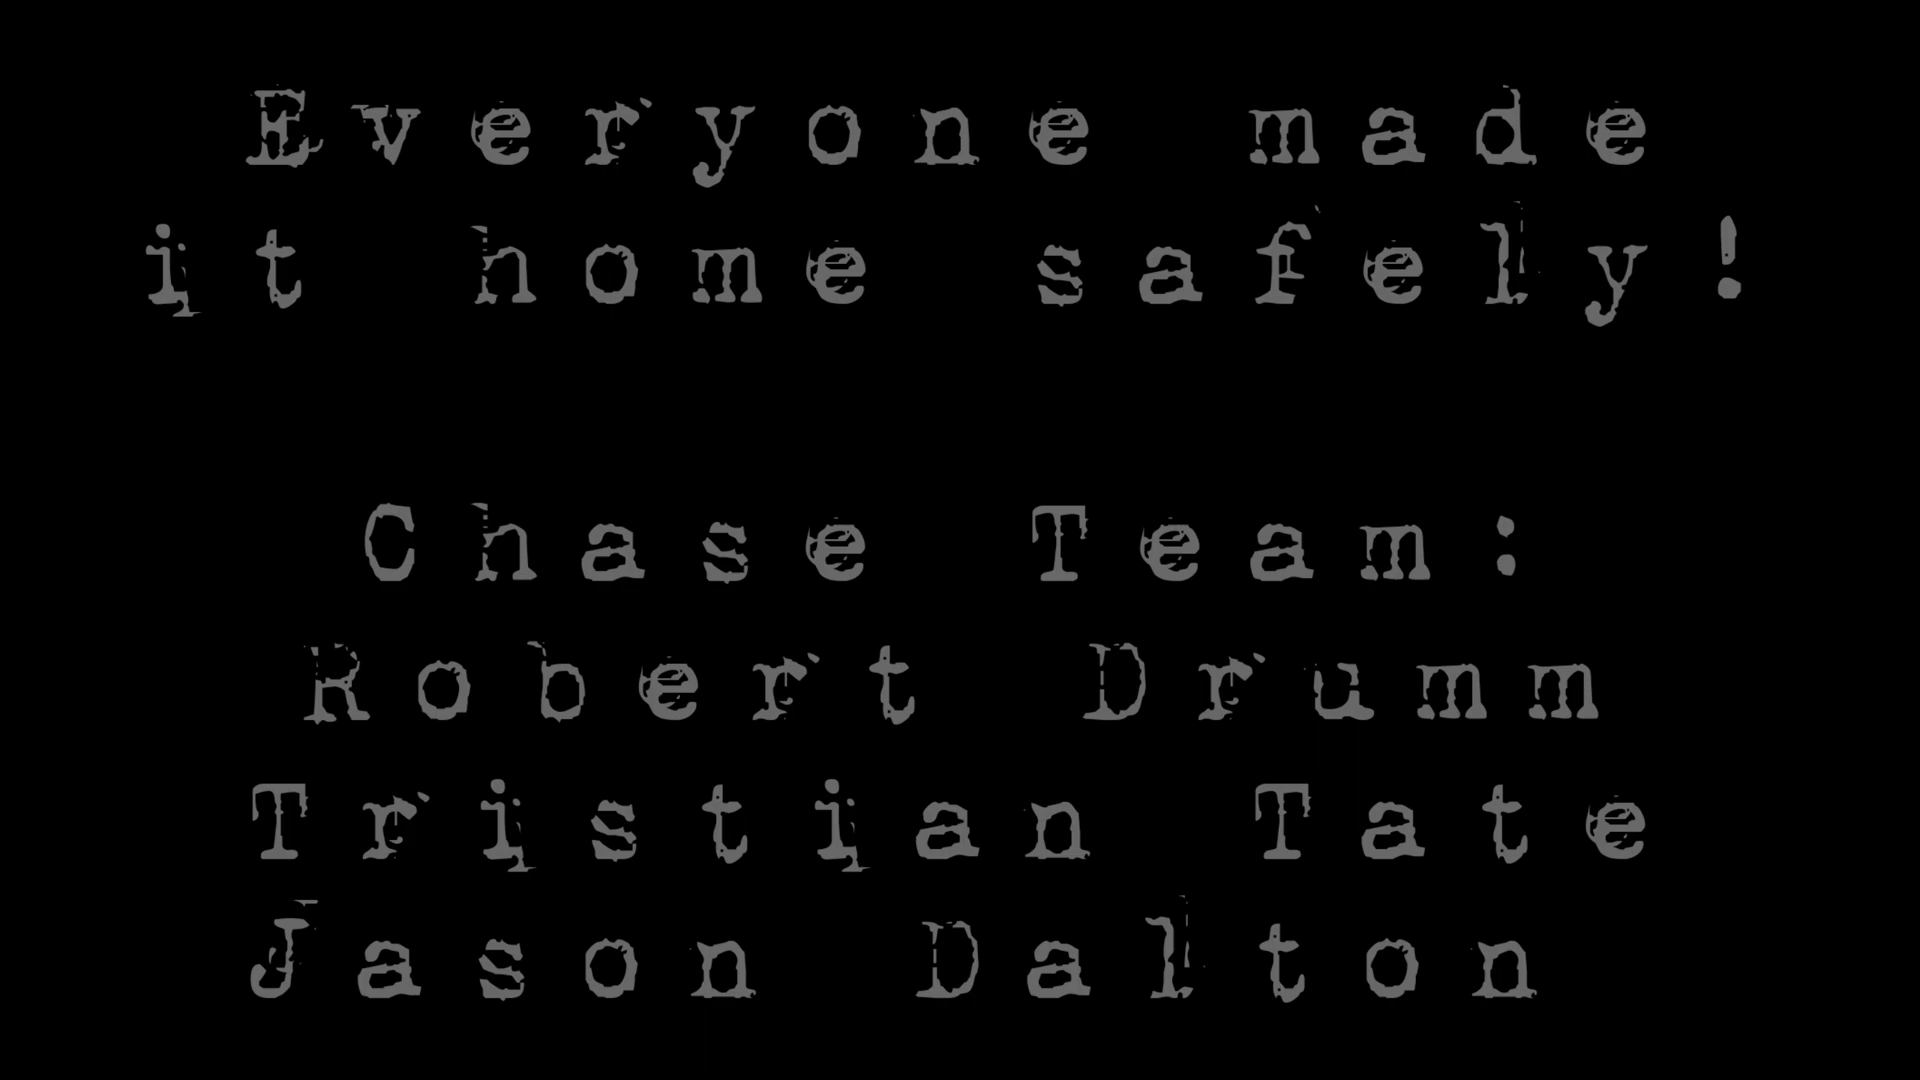 Everyone made
it home safely!
Chase Team:
Robert Drumm
Tristian Tate
Jason Dalton